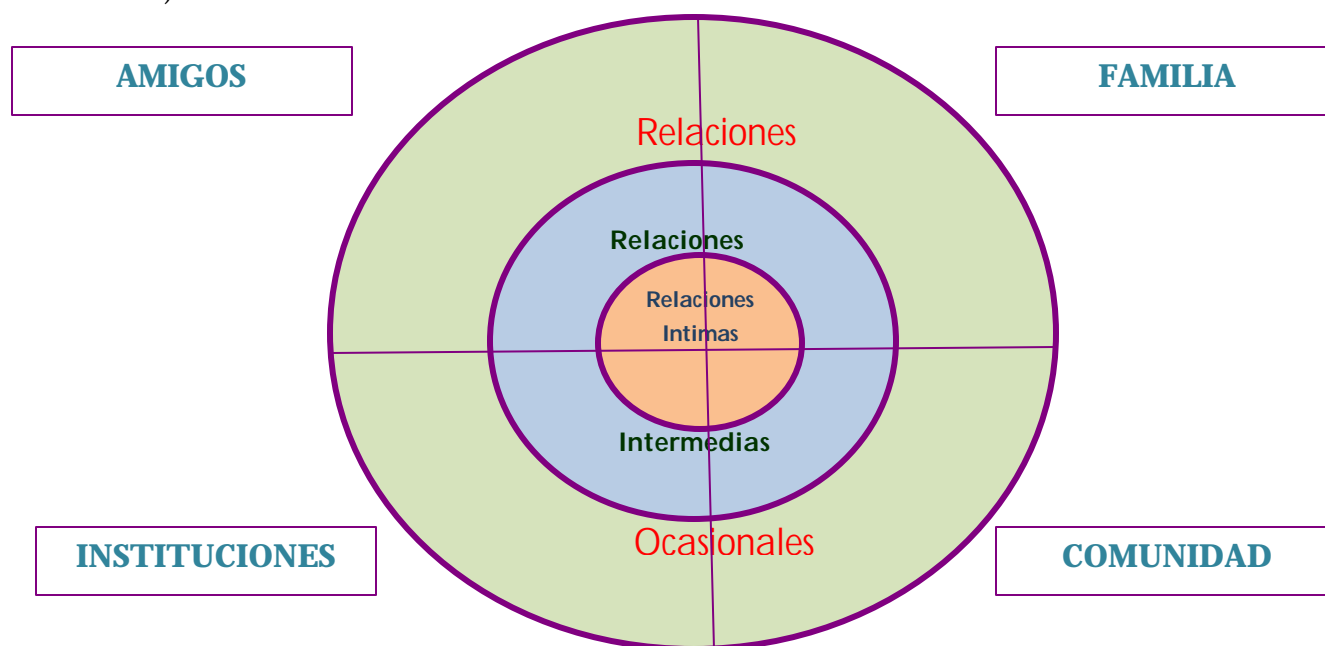 AMIGOS
FAMILIA
Relaciones
Relaciones
Relaciones
Intimas
Intermedias
Ocasionales
INSTITUCIONES
COMUNIDAD